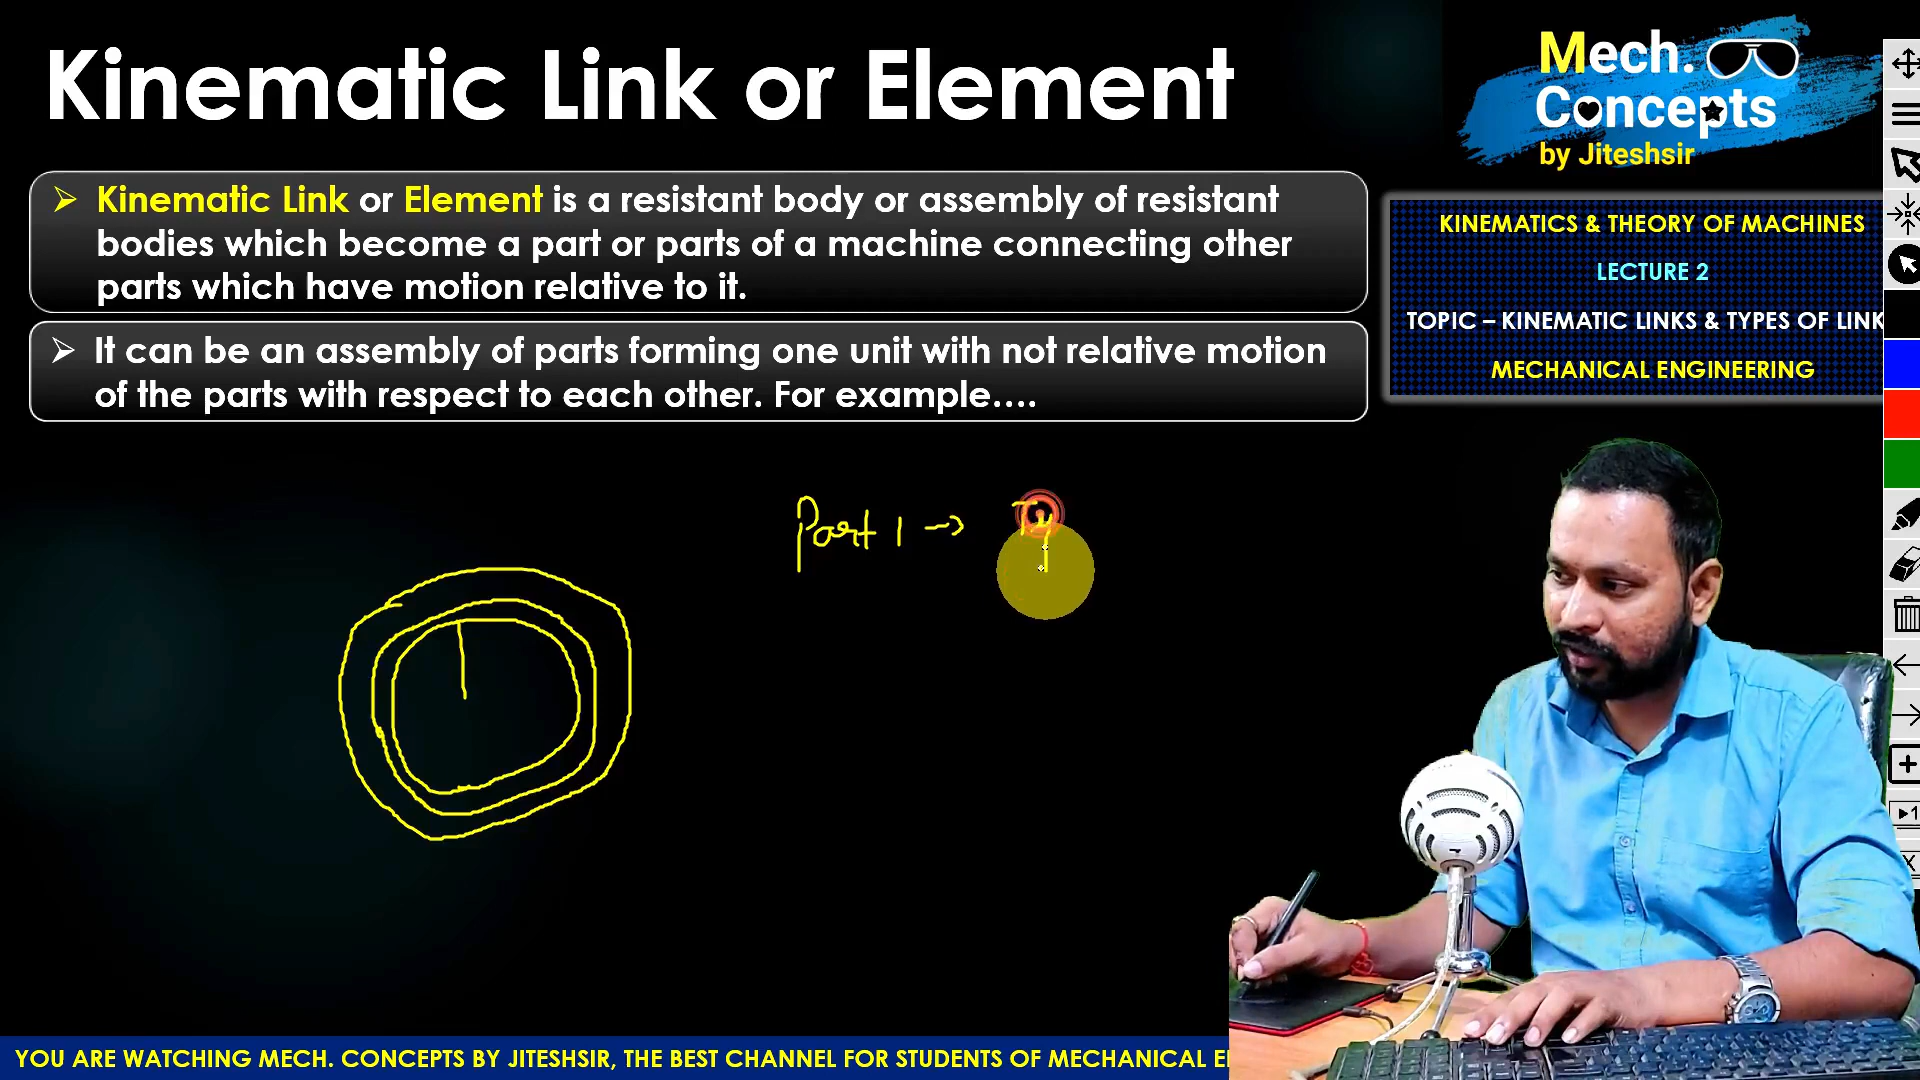 Kinematic Link or Element
Mech.
Concepts
by Jiteshsir
➢ Kinematic Link or Element is a resistant body or assembly of resistant
bodies which become a part or parts of a machine connecting other
parts which have motion relative to it.
➢ It can be an assembly of parts forming one unit with not relative motion
of the parts with respect to each other. For example….
KINEMATICS & THEORY OF MACHINES
LECTURE 2
TOPIC – KINEMATIC LINKS & TYPES OF LINK
MECHANICAL ENGINEERING
Part 1 → Ty
YOU ARE WATCHING MECH. CONCEPTS BY JITESHSIR, THE BEST CHANNEL FOR STUDENTS OF MECHANICAL